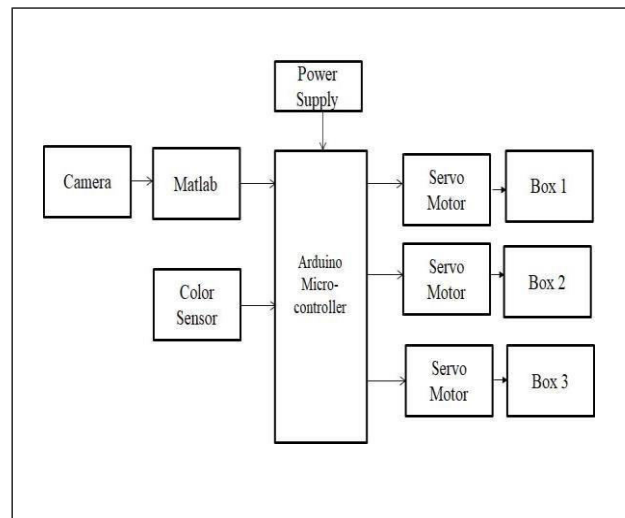 Power
Supply
Camera
Matlab
Color
Sensor
Arduino
Micro-
controller
Servo
Motor
Box 1
Servo
Motor
Box 2
Servo
Motor
Box 3